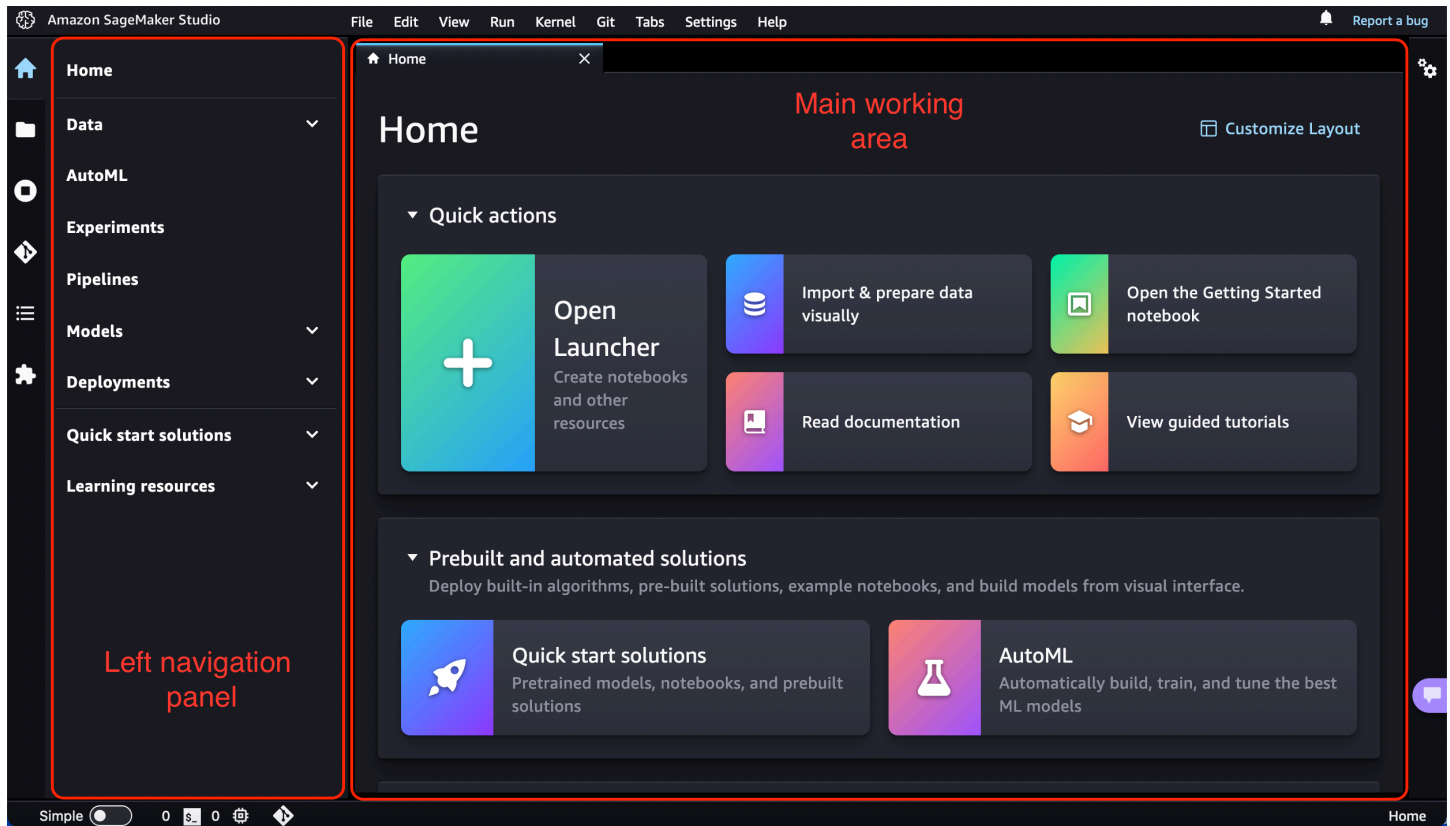 Amazon SageMaker Studio
File Edit View Run Kernel Git Tabs Settings Help
Report a bug
Home
Data
AutoML
Experiments
Pipelines
Models
Deployments
Quick start solutions
Learning resources
Left navigation
panel
Home
Home
Main working
area
Customize Layout
Quick actions
Open
Launcher
Create notebooks
and other
resources
Import & prepare data
visually
Open the Getting Started
notebook
Read documentation
View guided tutorials
Prebuilt and automated solutions
Deploy built-in algorithms, pre-built solutions, example notebooks, and build models from visual interface.
Quick start solutions
Pretrained models, notebooks, and prebuilt
solutions
AutoML
Automatically build, train, and tune the best
ML models
Simple 0 $_ 0
Home